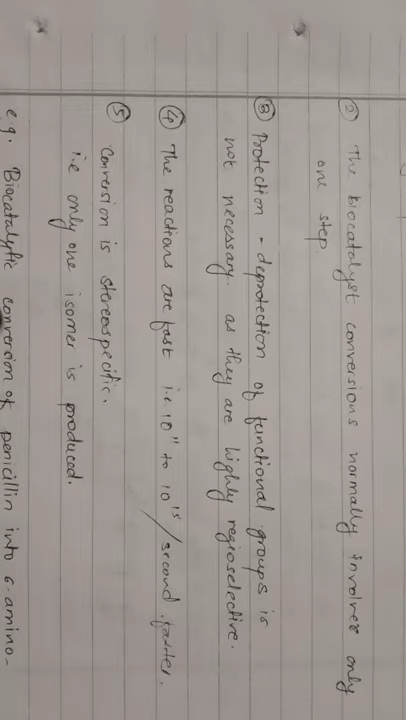 ② The biocatalyst conversions normally involves only
one step.
③ Protection - deprotection of functional groups is
not necessary. as they are highly regioselective.
④ The reactions are fast i.e 10¹¹ to 10¹⁵/second. faster.
⑤ Conversion is stereospecific.
i.e only one isomer is produced.
e.g. Biocatalytic conversion of penicillin into 6-amino-